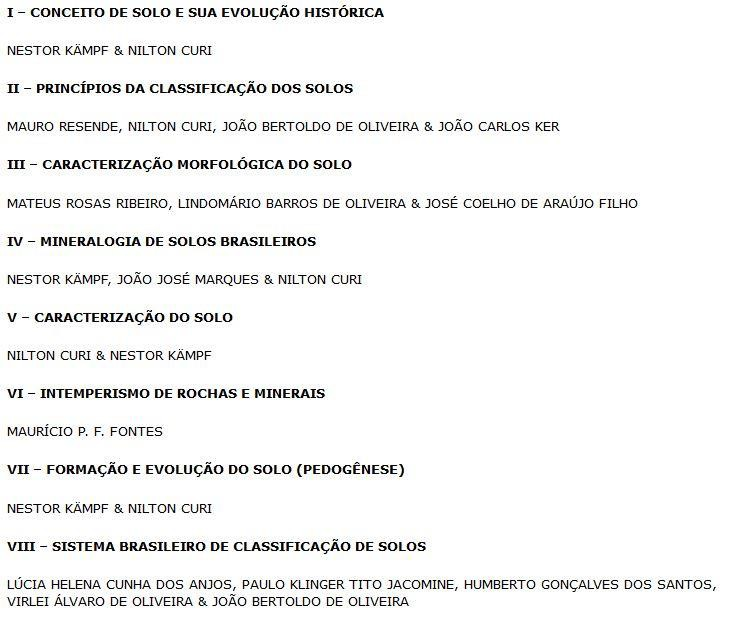 I – CONCEITO DE SOLO E SUA EVOLUÇÃO HISTÓRICA
NESTOR KÄMPF & NILTON CURI
II – PRINCÍPIOS DA CLASSIFICAÇÃO DOS SOLOS
MAURO RESENDE, NILTON CURI, JOÃO BERTOLDO DE OLIVEIRA & JOÃO CARLOS KER
III – CARACTERIZAÇÃO MORFOLÓGICA DO SOLO
MATEUS ROSAS RIBEIRO, LINDOMÁRIO BARROS DE OLIVEIRA & JOSÉ COELHO DE ARAÚJO FILHO
IV – MINERALOGIA DE SOLOS BRASILEIROS
NESTOR KÄMPF, JOÃO JOSÉ MARQUES & NILTON CURI
V – CARACTERIZAÇÃO DO SOLO
NILTON CURI & NESTOR KÄMPF
VI – INTEMPERISMO DE ROCHAS E MINERAIS
MAURÍCIO P. F. FONTES
VII – FORMAÇÃO E EVOLUÇÃO DO SOLO (PEDOGÊNESE)
NESTOR KÄMPF & NILTON CURI
VIII – SISTEMA BRASILEIRO DE CLASSIFICAÇÃO DE SOLOS
LÚCIA HELENA CUNHA DOS ANJOS, PAULO KLINGER TITO JACOMINE, HUMBERTO GONÇALVES DOS SANTOS,
VIRLEI ÁLVARO DE OLIVEIRA & JOÃO BERTOLDO DE OLIVEIRA